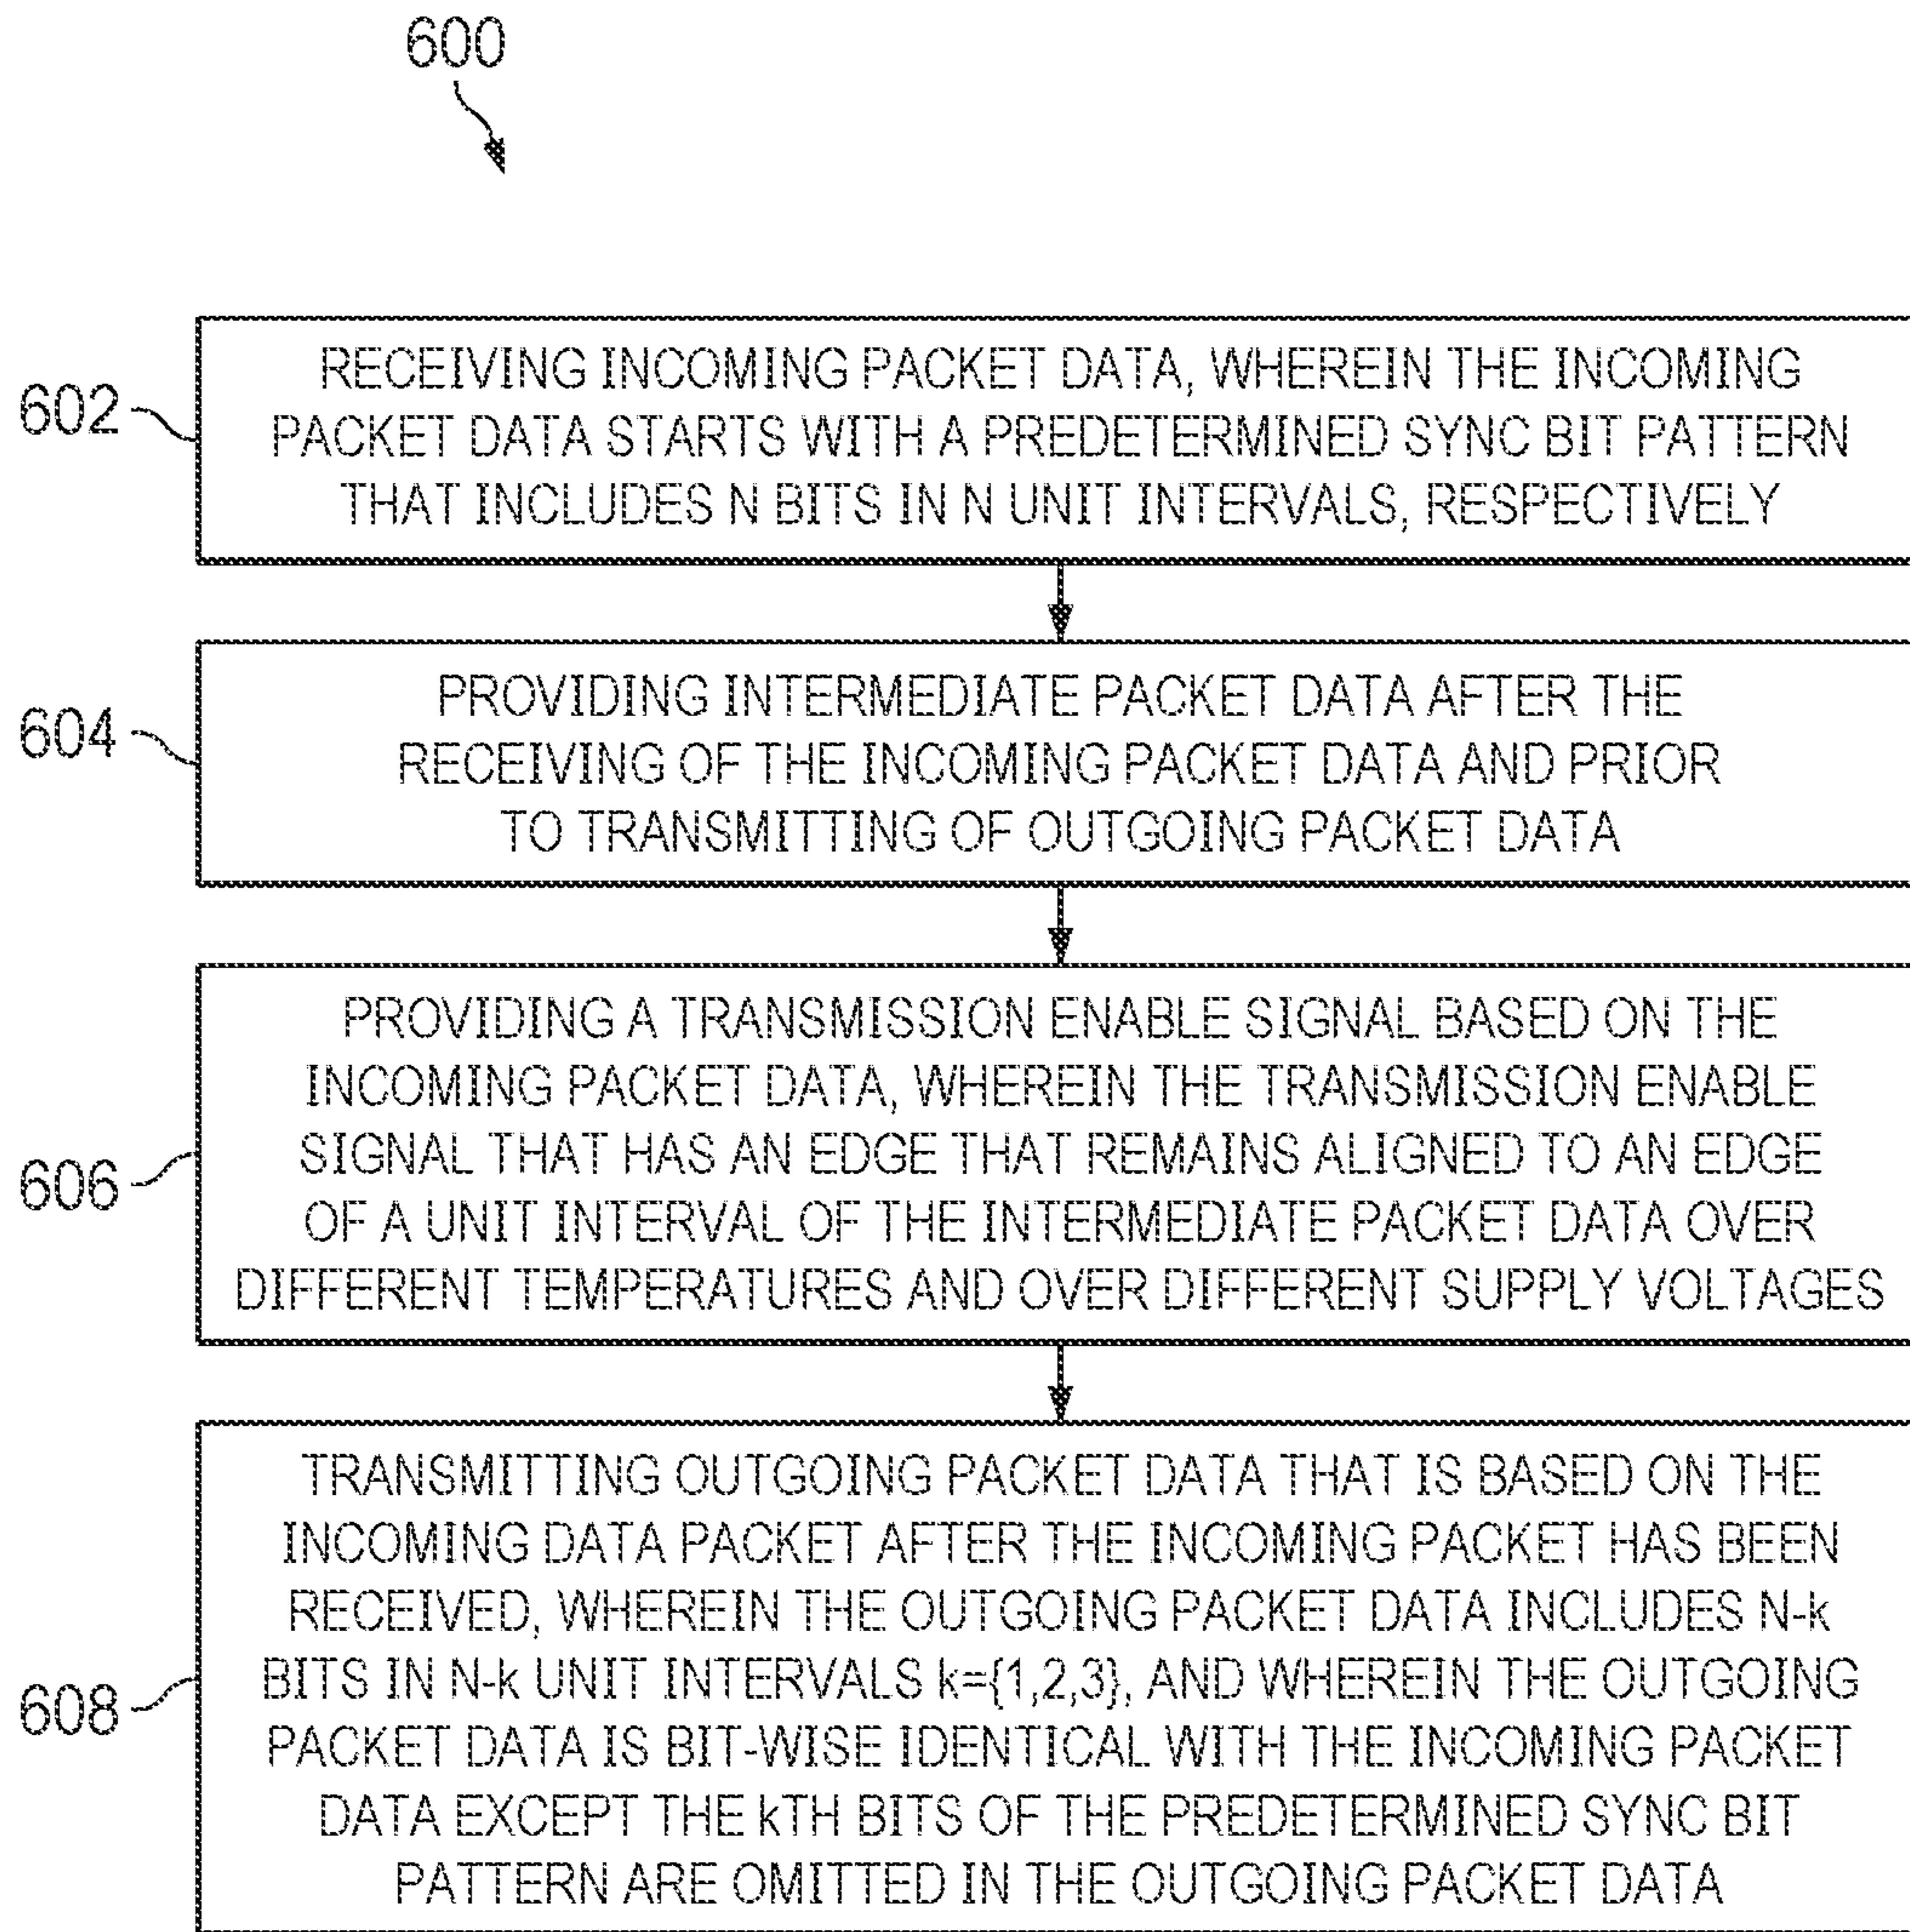 600
602
RECEIVING INCOMING PACKET DATA, WHEREIN THE INCOMING
PACKET DATA STARTS WITH A PREDETERMINED SYNC BIT PATTERN
THAT INCLUDES N BITS IN N UNIT INTERVALS, RESPECTIVELY
604
PROVIDING INTERMEDIATE PACKET DATA AFTER THE
RECEIVING OF THE INCOMING PACKET DATA AND PRIOR
TO TRANSMITTING OF OUTGOING PACKET DATA
606
PROVIDING A TRANSMISSION ENABLE SIGNAL BASED ON THE
INCOMING PACKET DATA, WHEREIN THE TRANSMISSION ENABLE
SIGNAL THAT HAS AN EDGE THAT REMAINS ALIGNED TO AN EDGE
OF A UNIT INTERVAL OF THE INTERMEDIATE PACKET DATA OVER
DIFFERENT TEMPERATURES AND OVER DIFFERENT SUPPLY VOLTAGES
608
TRANSMITTING OUTGOING PACKET DATA THAT IS BASED ON THE
INCOMING DATA PACKET AFTER THE INCOMING PACKET HAS BEEN
RECEIVED, WHEREIN THE OUTGOING PACKET DATA INCLUDES N-k
BITS IN N-k UNIT INTERVALS k={1,2,3}, AND WHEREIN THE OUTGOING
PACKET DATA IS BIT-WISE IDENTICAL WITH THE INCOMING PACKET
DATA EXCEPT THE kTH BITS OF THE PREDETERMINED SYNC BIT
PATTERN ARE OMITTED IN THE OUTGOING PACKET DATA